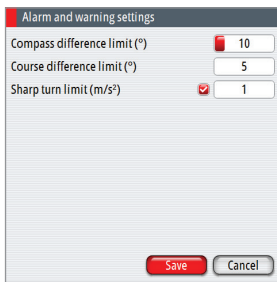 Alarm and warning settings
Compass difference limit (°) 10
Course difference limit (°) 5
Sharp turn limit (m/s²) 1
Save Cancel